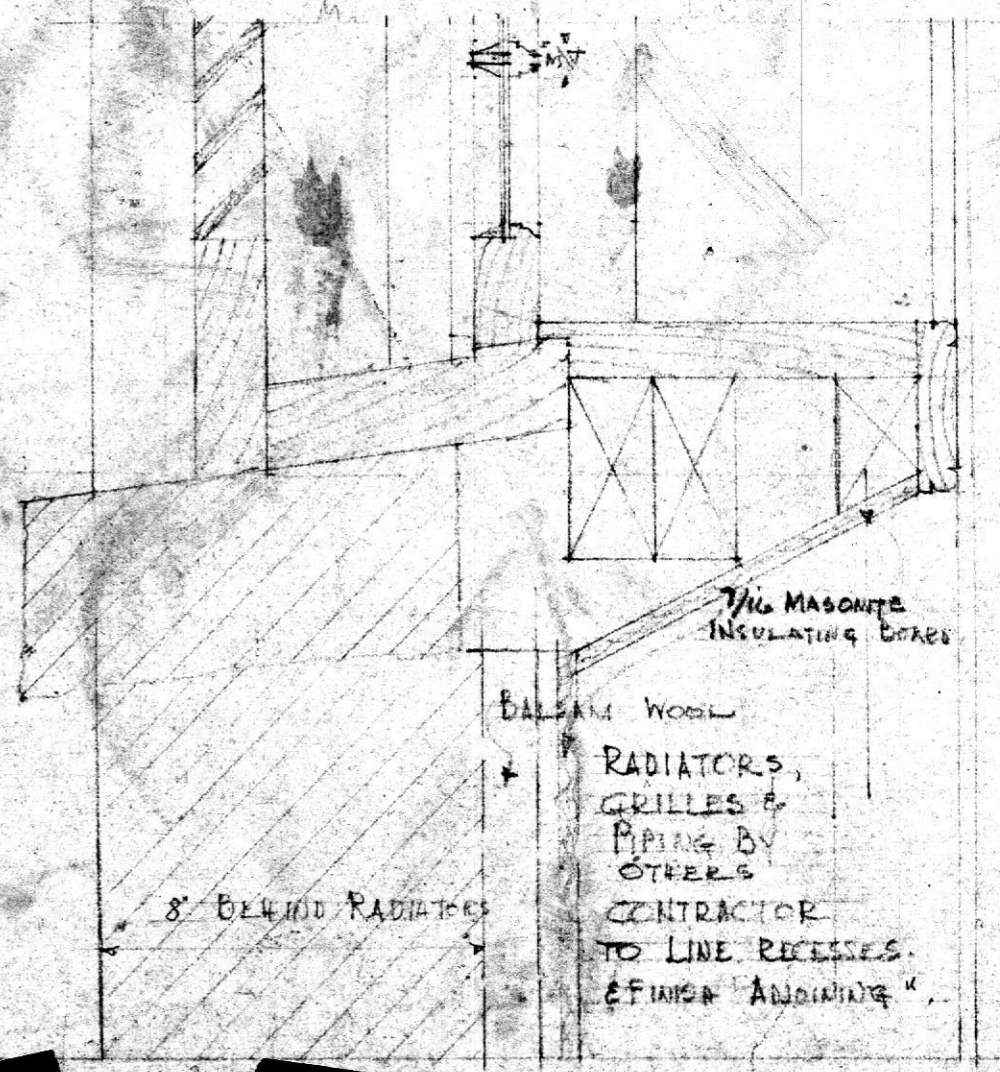 7/16 MASONITE
INSULATING BOARD
BALSAM WOOL
RADIATORS,
GRILLES &
PIPING BY
OTHERS
CONTRACTOR
TO LINE RECESSES.
& FINISH ADJOINING ".
8" BEHIND RADIATORS